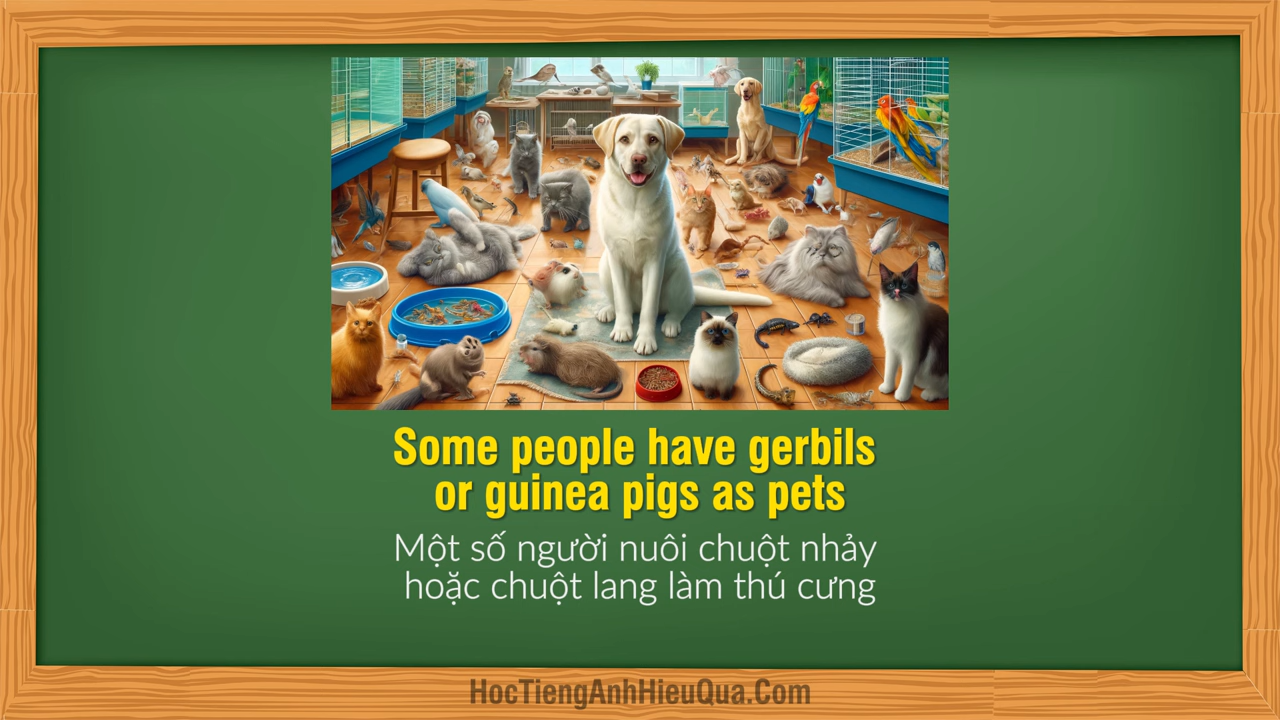 Some people have gerbils
or guinea pigs as pets
Một số người nuôi chuột nhảy
hoặc chuột lang làm thú cưng
HocTiengAnhHieuQua.Com